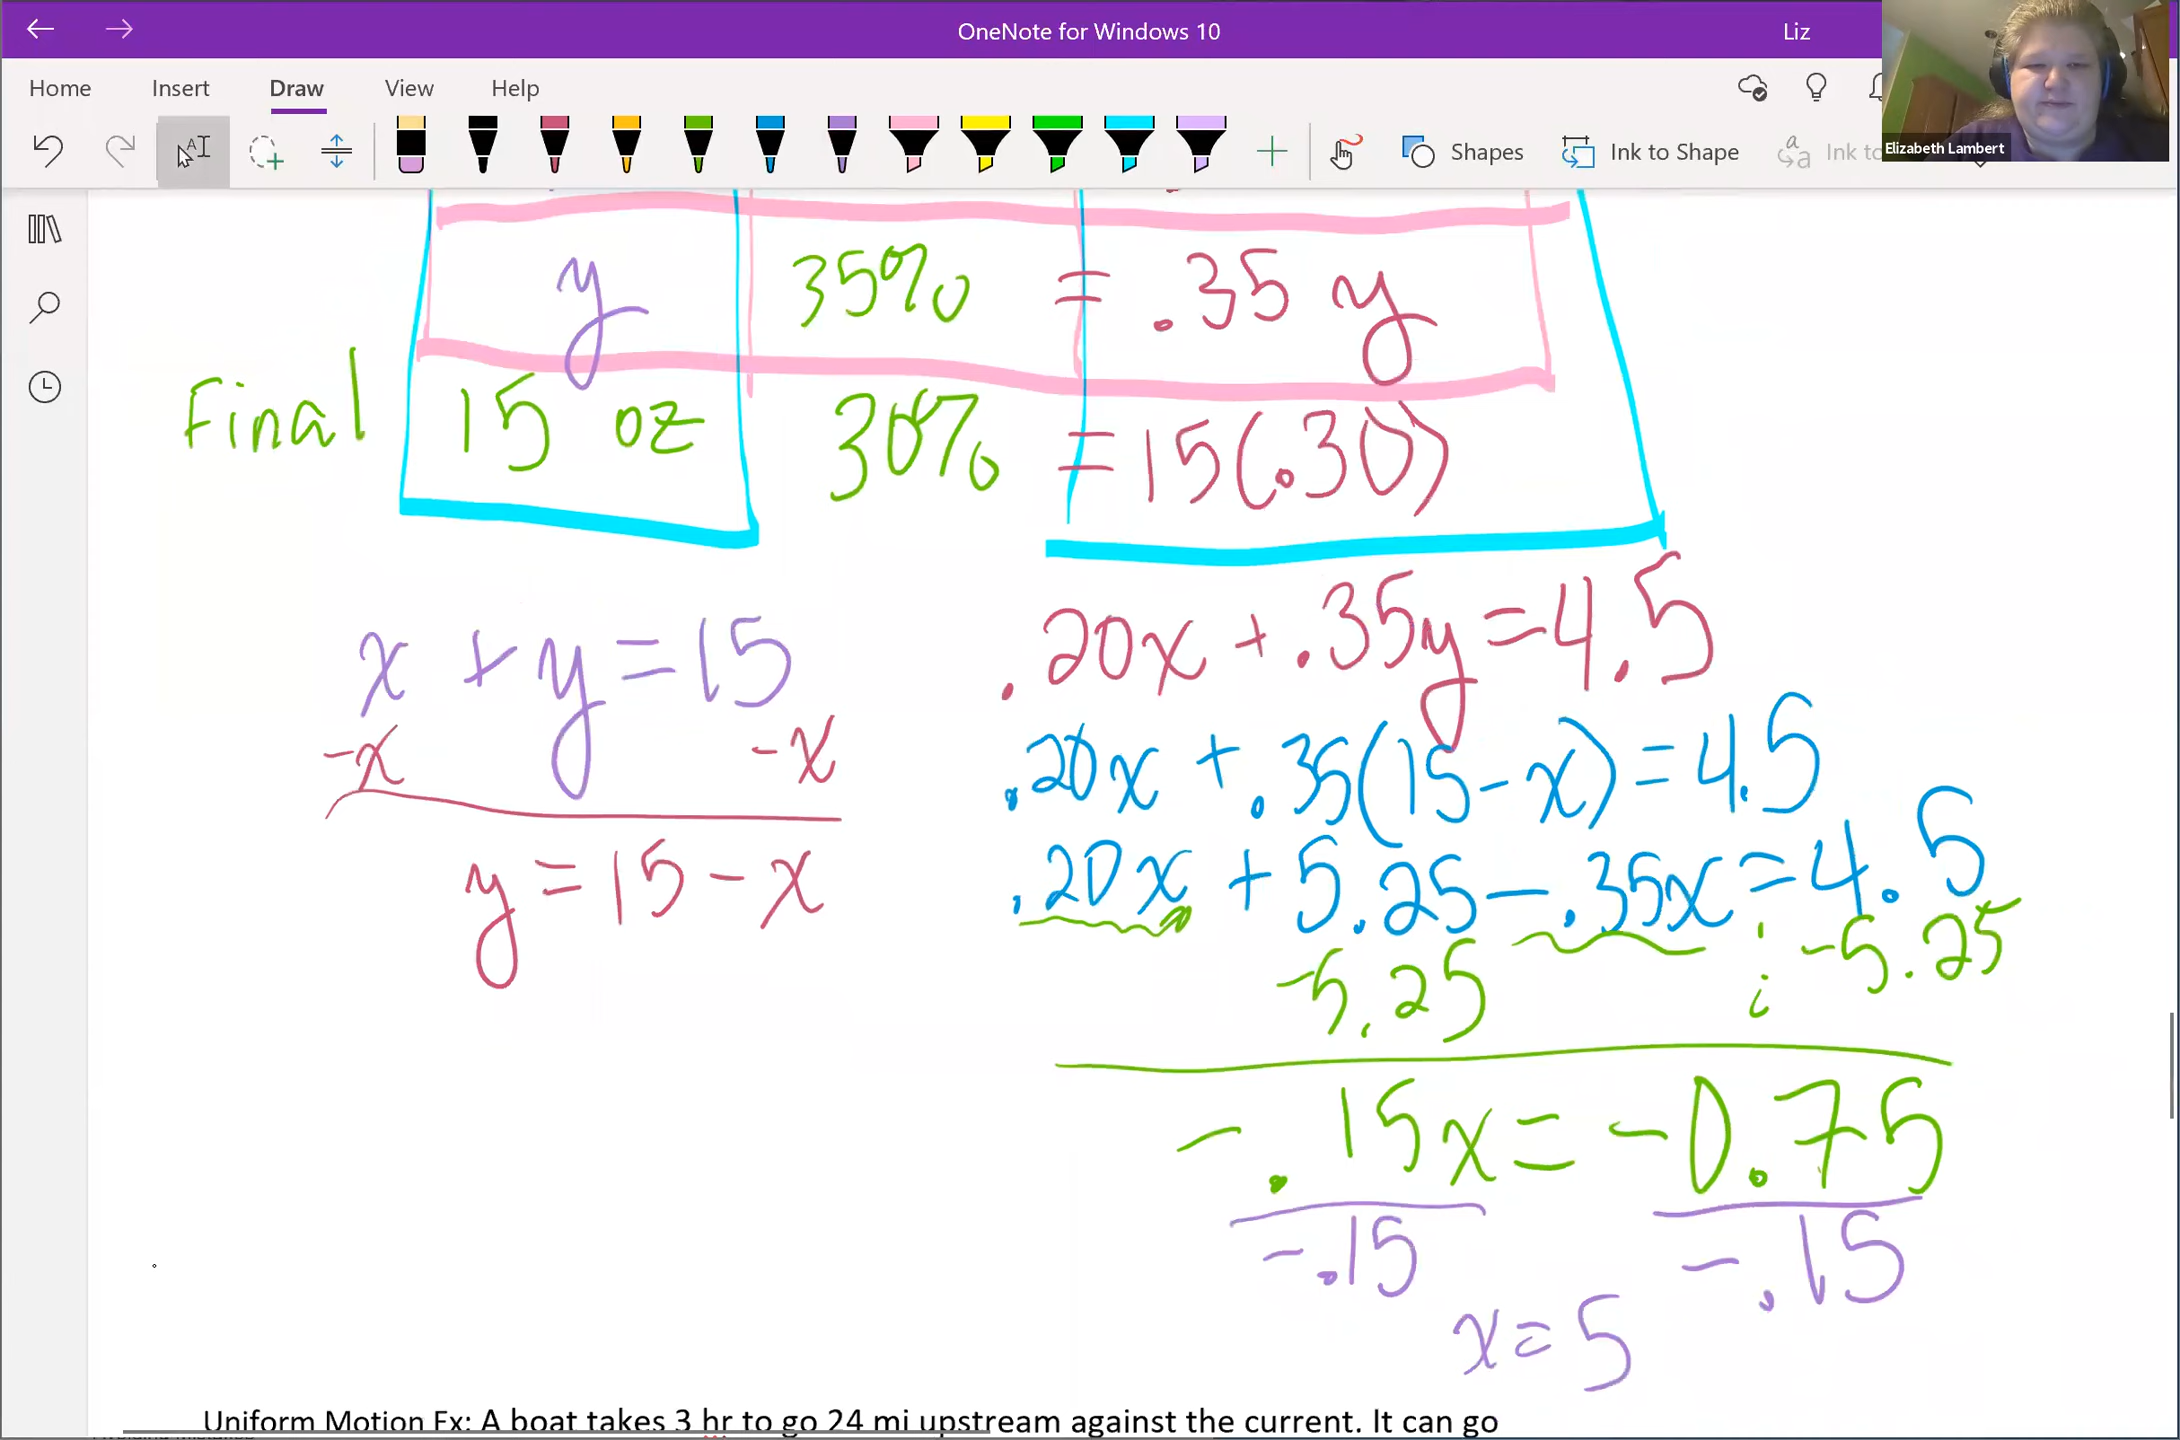 OneNote for Windows 10
Liz
Home Insert Draw View Help
Elizabeth Lambert
Shapes Ink to Shape Ink to
y 35% = .35 y
Final 15 oz 30% = 15(.30)
x + y = 15
-x -x
y = 15 - x
.20x + .35y = 4.5
.20x + .35(15 - x) = 4.5
.20x + 5.25 - .35x = 4.5
-5.25 -5.25
-.15x = -0.75
-.15 -.15
x = 5
Uniform Motion Ex: A boat takes 3 hr to go 24 mi upstream against the current. It can go